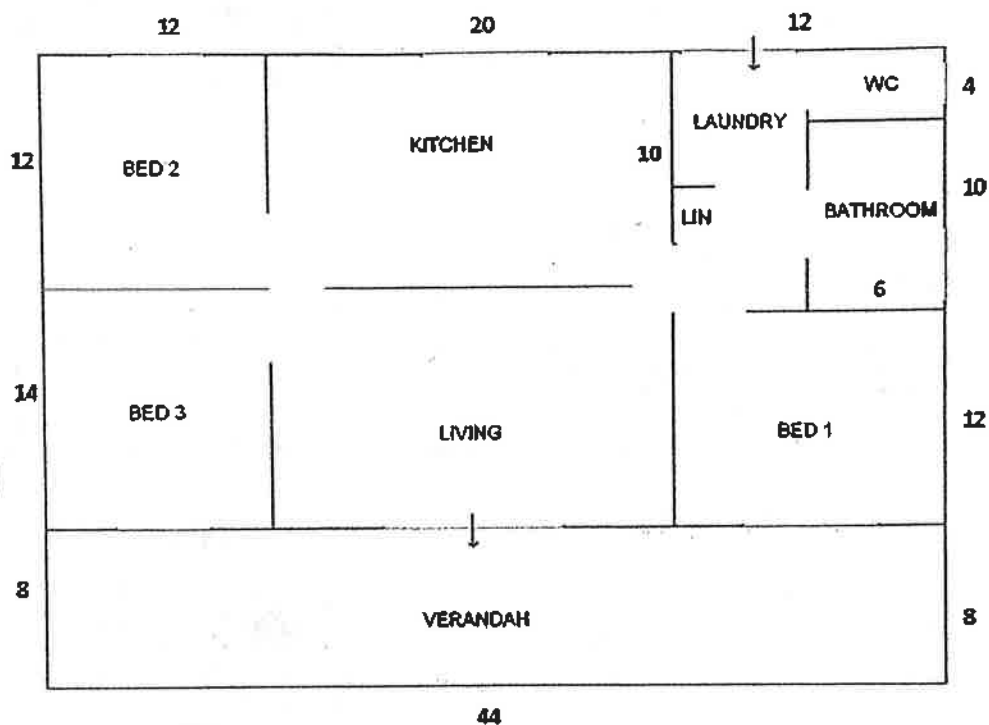 12 20 12
WC 4
LAUNDRY
KITCHEN
10
12 BED 2
10
LIN BATHROOM
6
14
BED 3 LIVING BED 1 12
8 VERANDAH 8
44